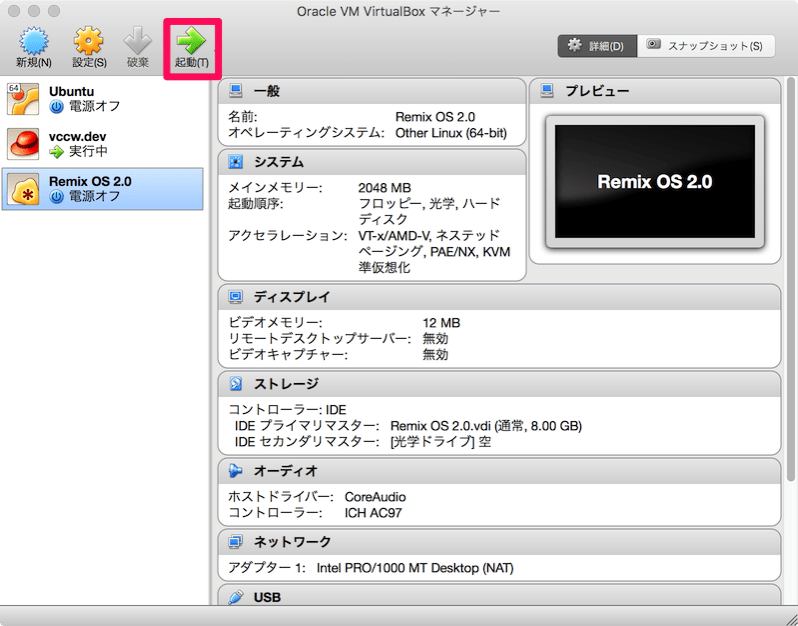 Oracle VM VirtualBox マネージャー
新規(N) 設定(S) 破棄 起動(T)
詳細(D) スナップショット(S)
64
Ubuntu
電源オフ
vccw.dev
実行中
Remix OS 2.0
電源オフ
一般
名前: Remix OS 2.0
オペレーティングシステム: Other Linux (64-bit)
システム
メインメモリー: 2048 MB
起動順序: フロッピー, 光学, ハード
ディスク
アクセラレーション: VT-x/AMD-V, ネステッド
ページング, PAE/NX, KVM
準仮想化
プレビュー
Remix OS 2.0
ディスプレイ
ビデオメモリー: 12 MB
リモートデスクトップサーバー: 無効
ビデオキャプチャー: 無効
ストレージ
コントローラー: IDE
IDE プライマリマスター: Remix OS 2.0.vdi (通常, 8.00 GB)
IDE セカンダリマスター: [光学ドライブ] 空
オーディオ
ホストドライバー: CoreAudio
コントローラー: ICH AC97
ネットワーク
アダプター 1: Intel PRO/1000 MT Desktop (NAT)
USB